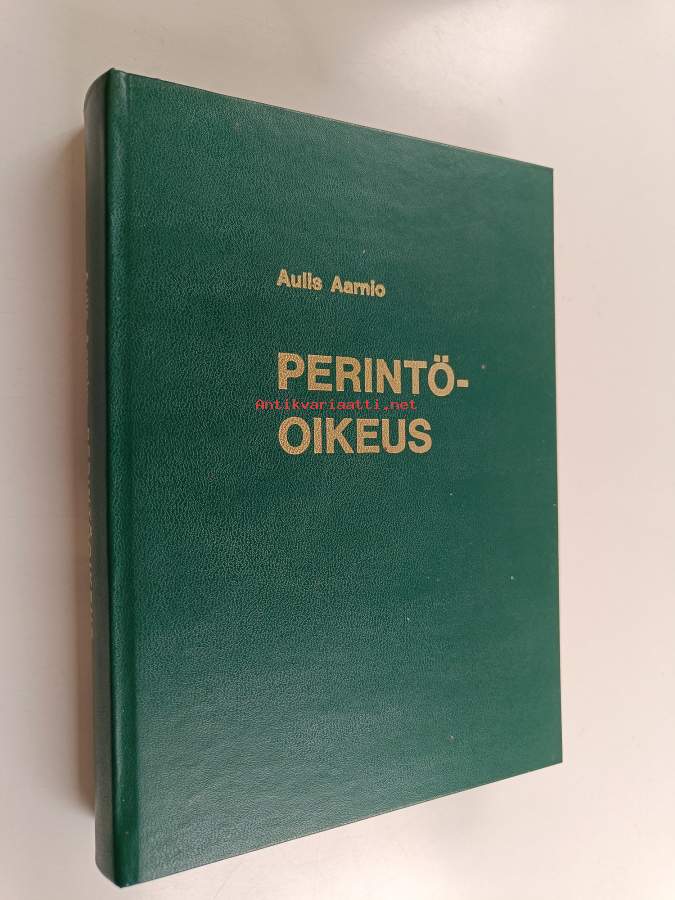 Aulis Aarnio
PERINTÖ-
Antikvariaatti.net
OIKEUS